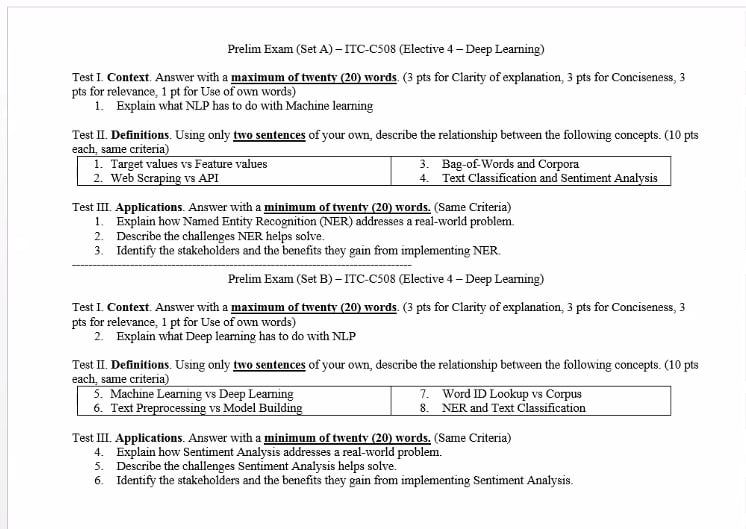 Prelim Exam (Set A) – ITC-C508 (Elective 4 – Deep Learning)
Test I. Context. Answer with a maximum of twenty (20) words. (3 pts for Clarity of explanation, 3 pts for Conciseness, 3
pts for relevance, 1 pt for Use of own words)
1. Explain what NLP has to do with Machine learning
Test II. Definitions. Using only two sentences of your own, describe the relationship between the following concepts. (10 pts
each, same criteria)
1. Target values vs Feature values
2. Web Scraping vs API
3. Bag-of-Words and Corpora
4. Text Classification and Sentiment Analysis
Test III. Applications. Answer with a minimum of twenty (20) words. (Same Criteria)
1. Explain how Named Entity Recognition (NER) addresses a real-world problem.
2. Describe the challenges NER helps solve.
3. Identify the stakeholders and the benefits they gain from implementing NER.
Prelim Exam (Set B) – ITC-C508 (Elective 4 – Deep Learning)
Test I. Context. Answer with a maximum of twenty (20) words. (3 pts for Clarity of explanation, 3 pts for Conciseness, 3
pts for relevance, 1 pt for Use of own words)
2. Explain what Deep learning has to do with NLP
Test II. Definitions. Using only two sentences of your own, describe the relationship between the following concepts. (10 pts
each, same criteria)
5. Machine Learning vs Deep Learning
6. Text Preprocessing vs Model Building
7. Word ID Lookup vs Corpus
8. NER and Text Classification
Test III. Applications. Answer with a minimum of twenty (20) words. (Same Criteria)
4. Explain how Sentiment Analysis addresses a real-world problem.
5. Describe the challenges Sentiment Analysis helps solve.
6. Identify the stakeholders and the benefits they gain from implementing Sentiment Analysis.